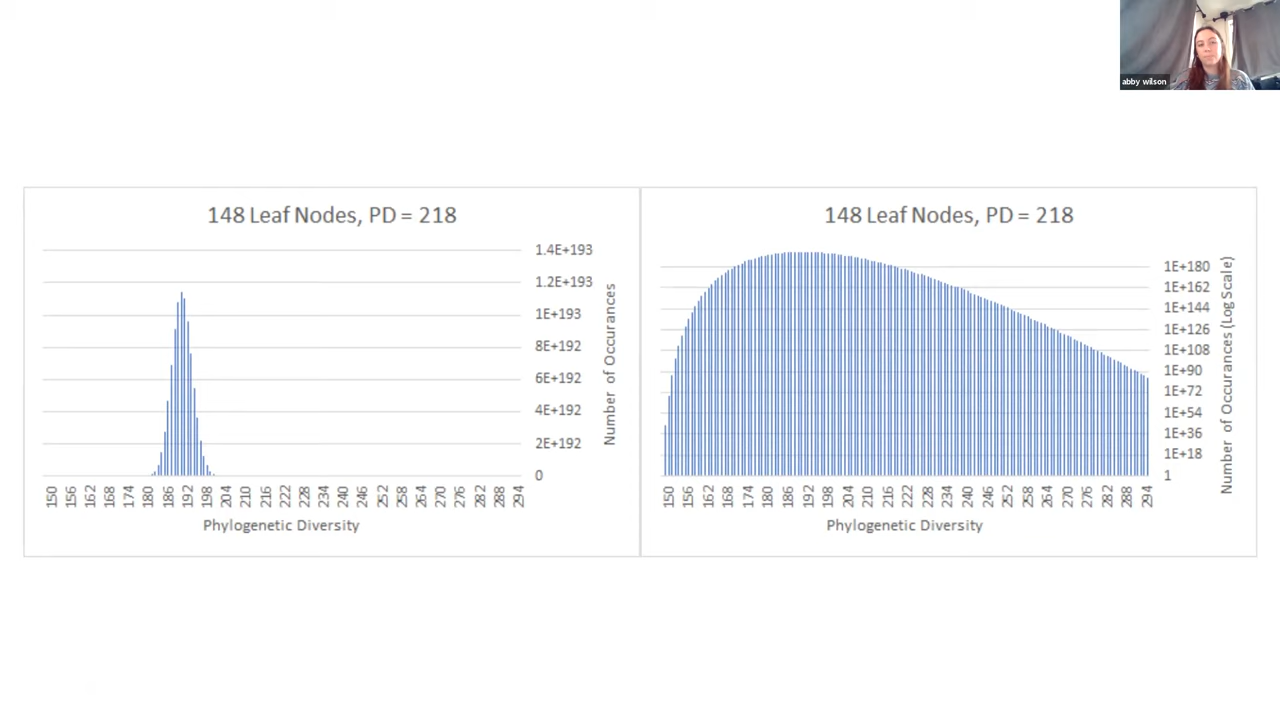 abby wilson
148 Leaf Nodes, PD = 218
1.4E+193
1.2E+193
1E+193
8E+192
6E+192
4E+192
2E+192
0
Number of Occurances
150 156 162 168 174 180 186 192 198 204 210 216 222 228 234 240 246 252 258 264 270 276 282 288 294
Phylogenetic Diversity
148 Leaf Nodes, PD = 218
1E+180
1E+162
1E+144
1E+126
1E+108
1E+90
1E+72
1E+54
1E+36
1E+18
1
Number of Occurances (Log Scale)
150 156 162 168 174 180 186 192 198 204 210 216 222 228 234 240 246 252 258 264 270 276 282 288 294
Phylogenetic Diversity